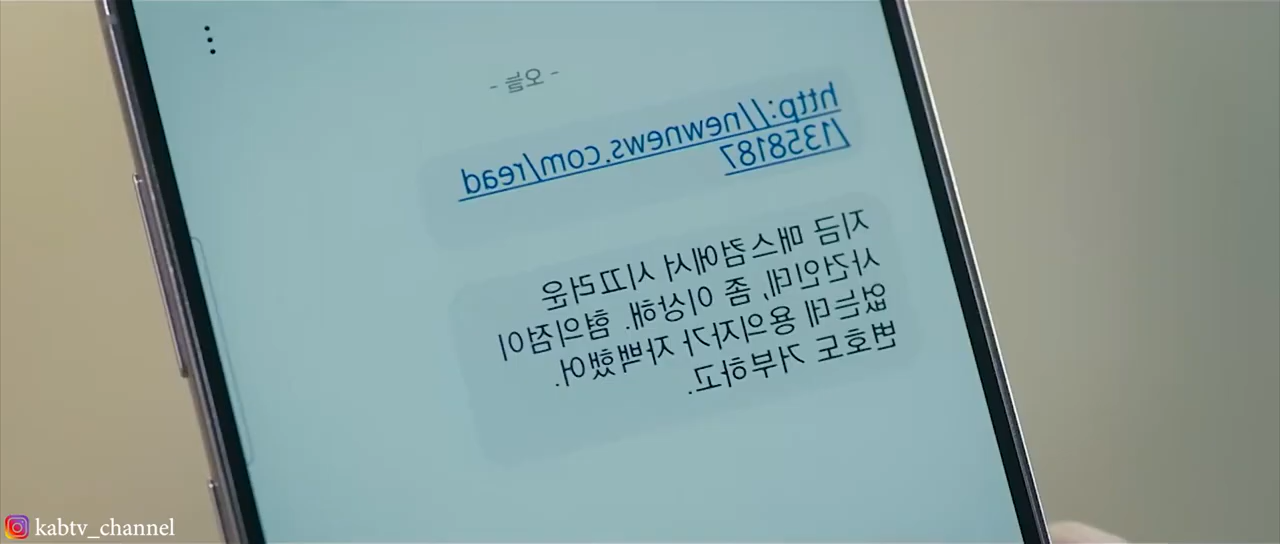 - 오늘 -
http://newnews.com/read
/1358187
지금 매스컴에서 시끄러운
사건인데, 좀 이상해. 혐의점이
없는데 용의자가 자백했어.
변호도 거부하고.
kabtv_channel